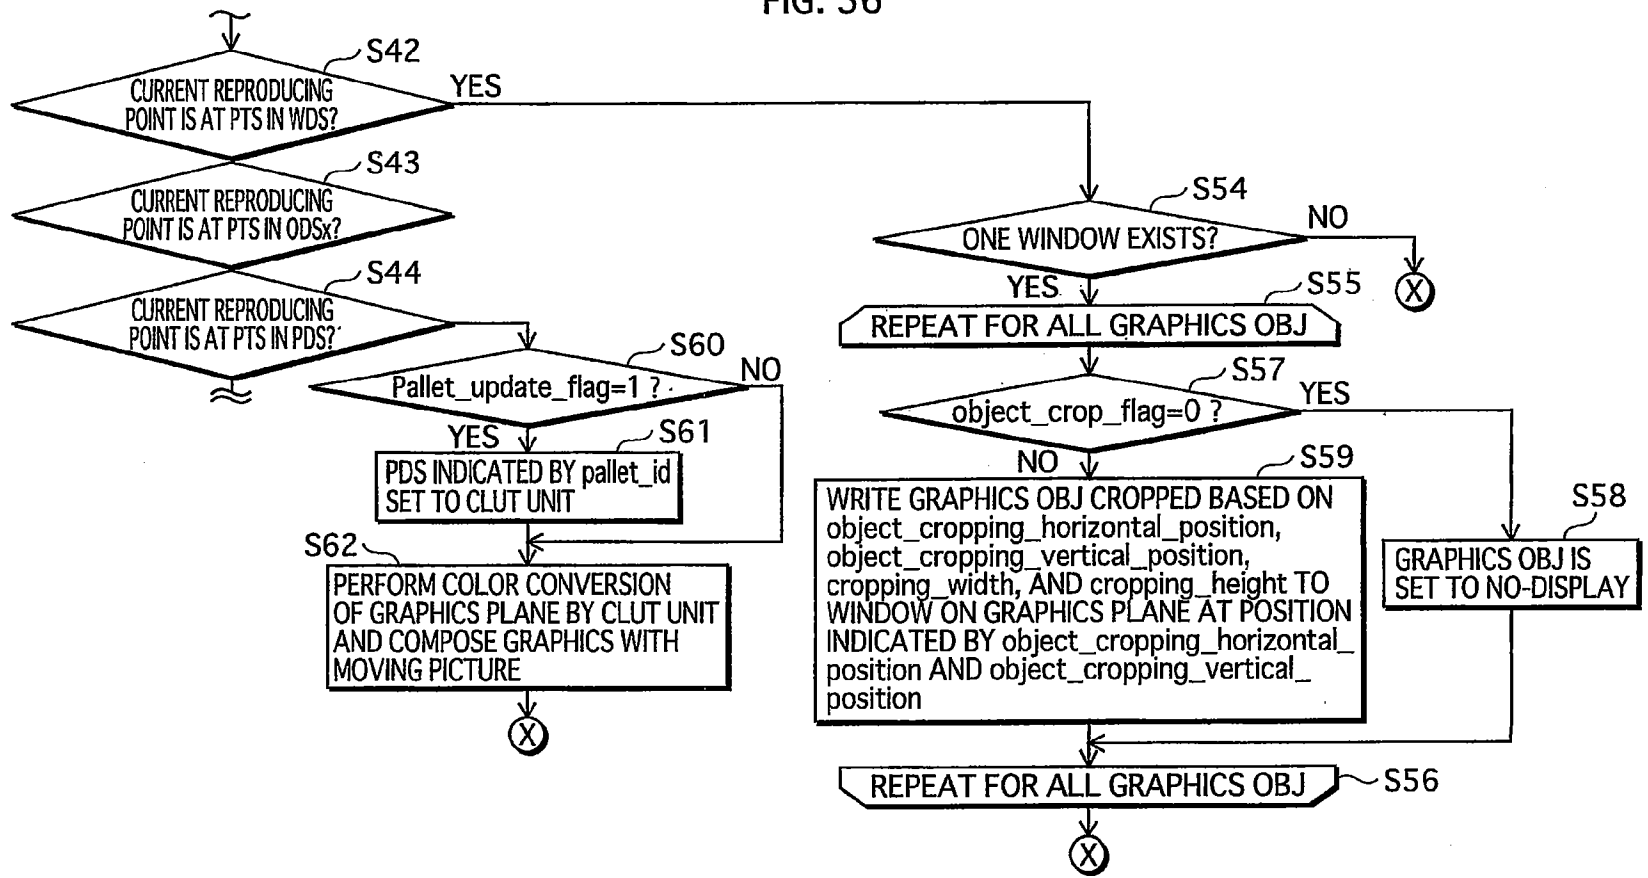 FIG. 56
S42
CURRENT REPRODUCING
POINT IS AT PTS IN WDS?
YES
S43
CURRENT REPRODUCING
POINT IS AT PTS IN ODSx?
S44
CURRENT REPRODUCING
POINT IS AT PTS IN PDS?
S60
Pallet_update_flag=1 ?
NO
YES
S61
PDS INDICATED BY pallet_id
SET TO CLUT UNIT
S62
PERFORM COLOR CONVERSION
OF GRAPHICS PLANE BY CLUT UNIT
AND COMPOSE GRAPHICS WITH
MOVING PICTURE
X
S54
ONE WINDOW EXISTS?
NO
X
YES
S55
REPEAT FOR ALL GRAPHICS OBJ
S57
object_crop_flag=0 ?
YES
NO
S59
WRITE GRAPHICS OBJ CROPPED BASED ON
object_cropping_horizontal_position,
object_cropping_vertical_position,
cropping_width, AND cropping_height TO
WINDOW ON GRAPHICS PLANE AT POSITION
INDICATED BY object_cropping_horizontal_
position AND object_cropping_vertical_
position
S58
GRAPHICS OBJ IS
SET TO NO-DISPLAY
REPEAT FOR ALL GRAPHICS OBJ
S56
X